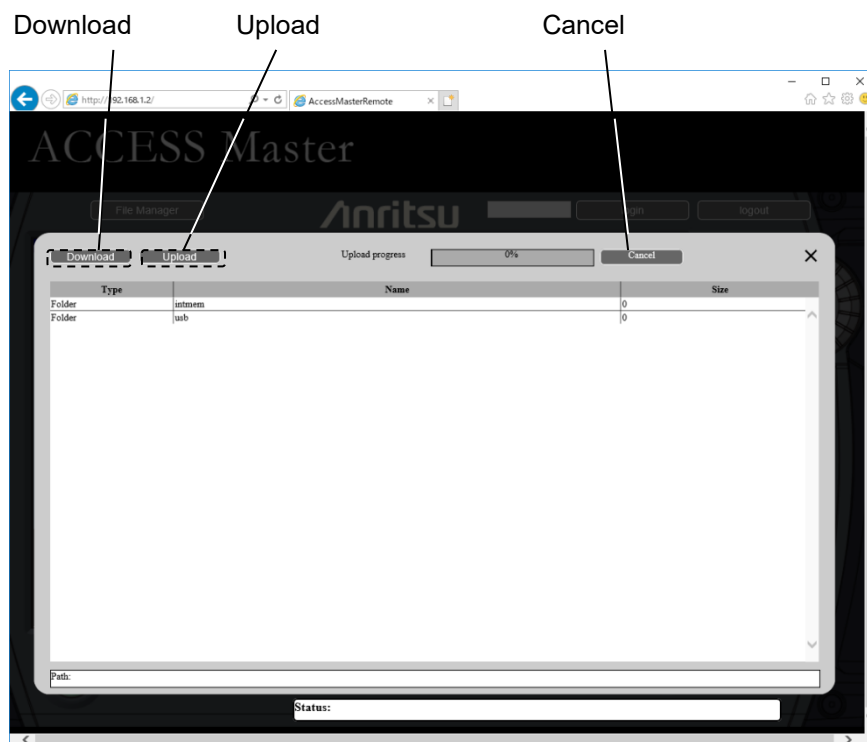 Download Upload Cancel
http://192.168.1.2/ AccessMasterRemote
ACCESS Master
File Manager Anritsu login logout
Download Upload Upload progress 0% Cancel
Type Name Size
Folder intmem 0
Folder usb 0
Path:
Status: